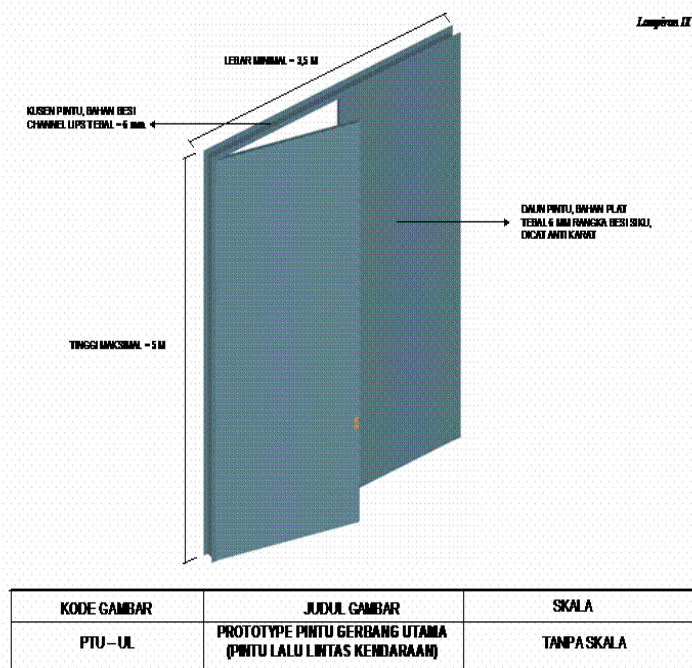 Lampiran II
LEBAR MINIMAL = 3,5 M
KUSEN PINTU, BAHAN BESI
CHANNEL LIPS TEBAL = 6 mm
DAUN PINTU, BAHAN PLAT
TEBAL 6 MM RANGKA BESI SIKU,
DICAT ANTI KARAT
TINGGI MAKSIMAL = 5 M
KODE GAMBAR
JUDUL GAMBAR
SKALA
PTU – UL
PROTOTYPE PINTU GERBANG UTAMA
(PINTU LALU LINTAS KENDARAAN)
TANPA SKALA